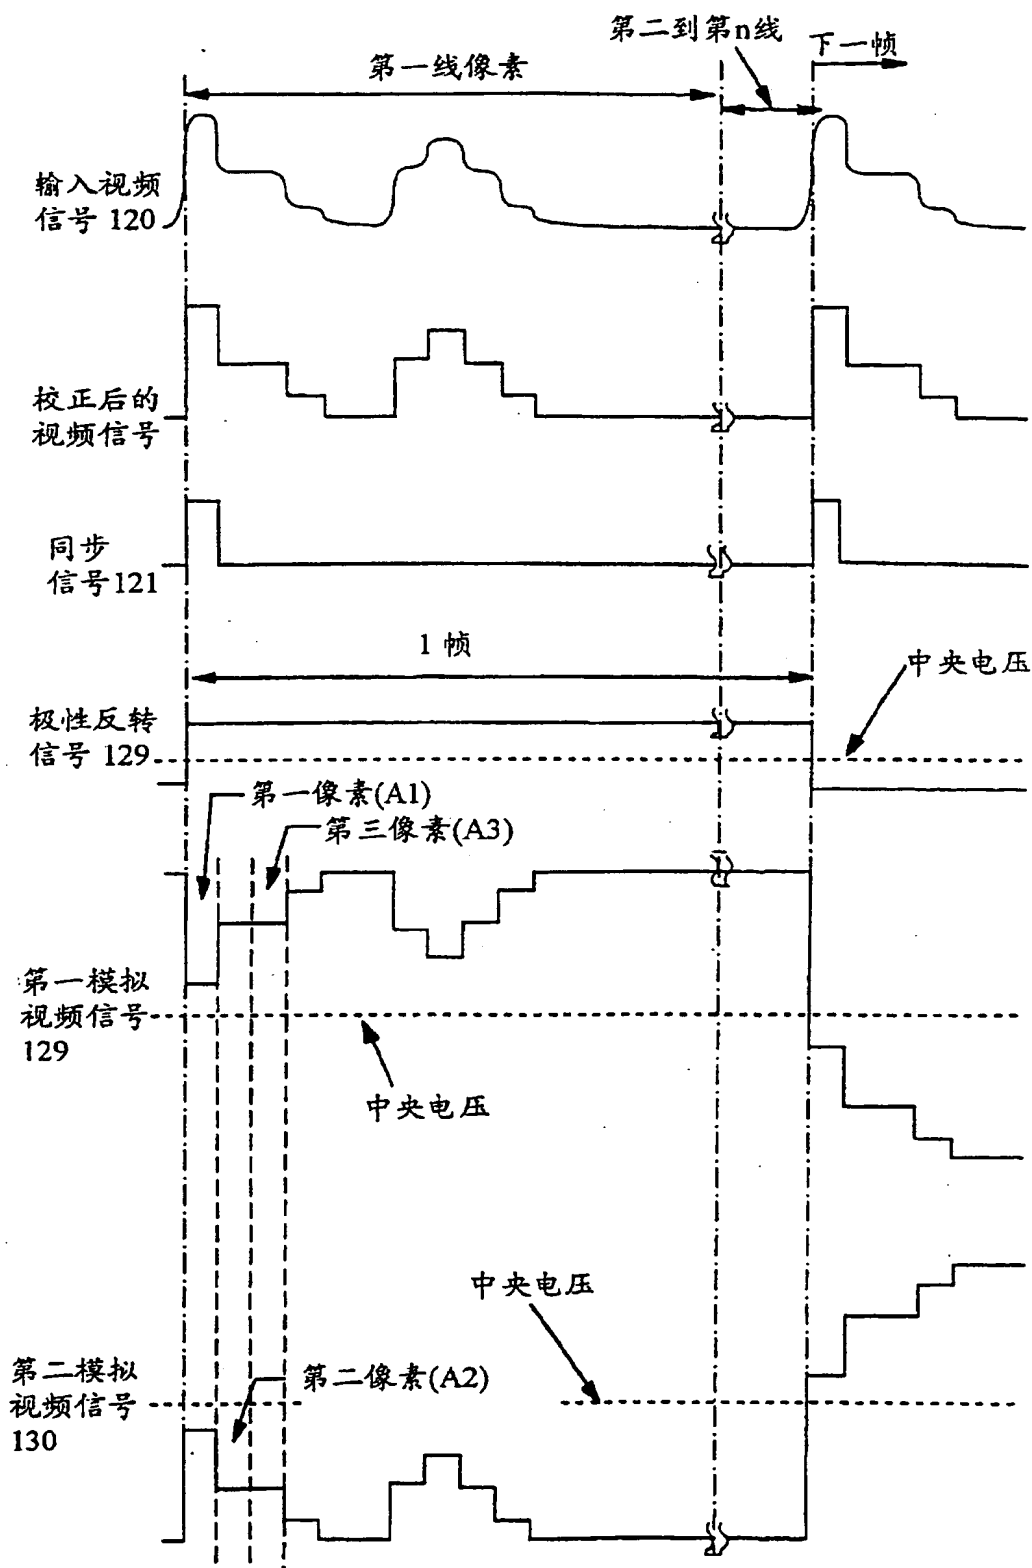 第二到第n线
下一帧
第一线像素
输入视频
信号 120
校正后的
视频信号
同步
信号121
1 帧
中央电压
极性反转
信号 129
第一像素(A1)
第三像素(A3)
第一模拟
视频信号
129
中央电压
中央电压
第二模拟
视频信号
130
第二像素(A2)